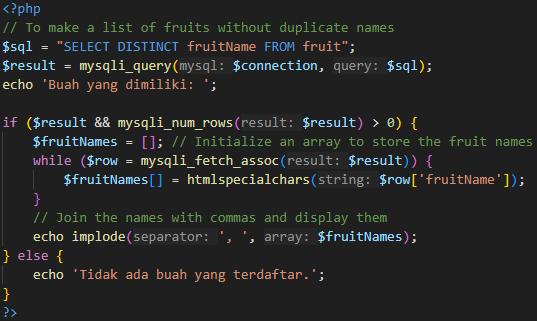 <?php
// To make a list of fruits without duplicate names
$sql = "SELECT DISTINCT fruitName FROM fruit";
$result = mysqli_query(mysql: $connection, query: $sql);
echo 'Buah yang dimiliki: ';

if ($result && mysqli_num_rows(result: $result) > 0) {
    $fruitNames = []; // Initialize an array to store the fruit names
    while ($row = mysqli_fetch_assoc(result: $result)) {
        $fruitNames[] = htmlspecialchars(string: $row['fruitName']);
    }
    // Join the names with commas and display them
    echo implode(separator: ', ', array: $fruitNames);
} else {
    echo 'Tidak ada buah yang terdaftar.';
}
?>